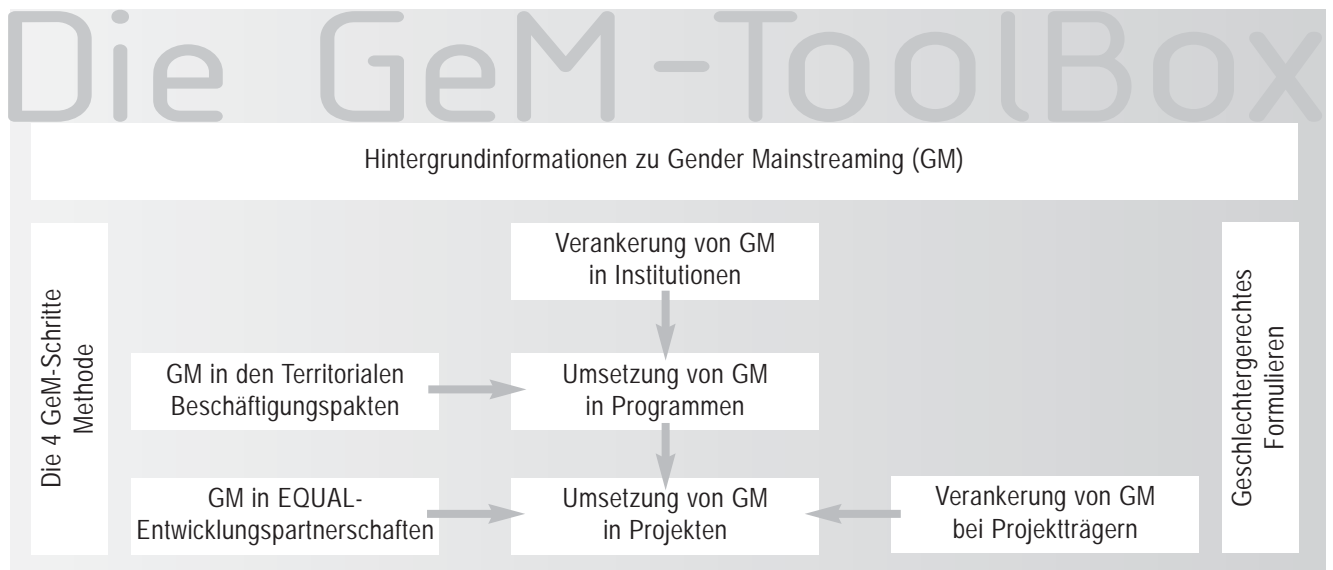 Die GeM-ToolBox
Hintergrundinformationen zu Gender Mainstreaming (GM)
Die 4 GeM-Schritte
Methode
Verankerung von GM
in Institutionen
GM in den Territorialen
Beschäftigungspakten
Umsetzung von GM
in Programmen
GM in EQUAL-
Entwicklungspartnerschaften
Umsetzung von GM
in Projekten
Verankerung von GM
bei Projektträgern
Geschlechtergerechtes
Formulieren